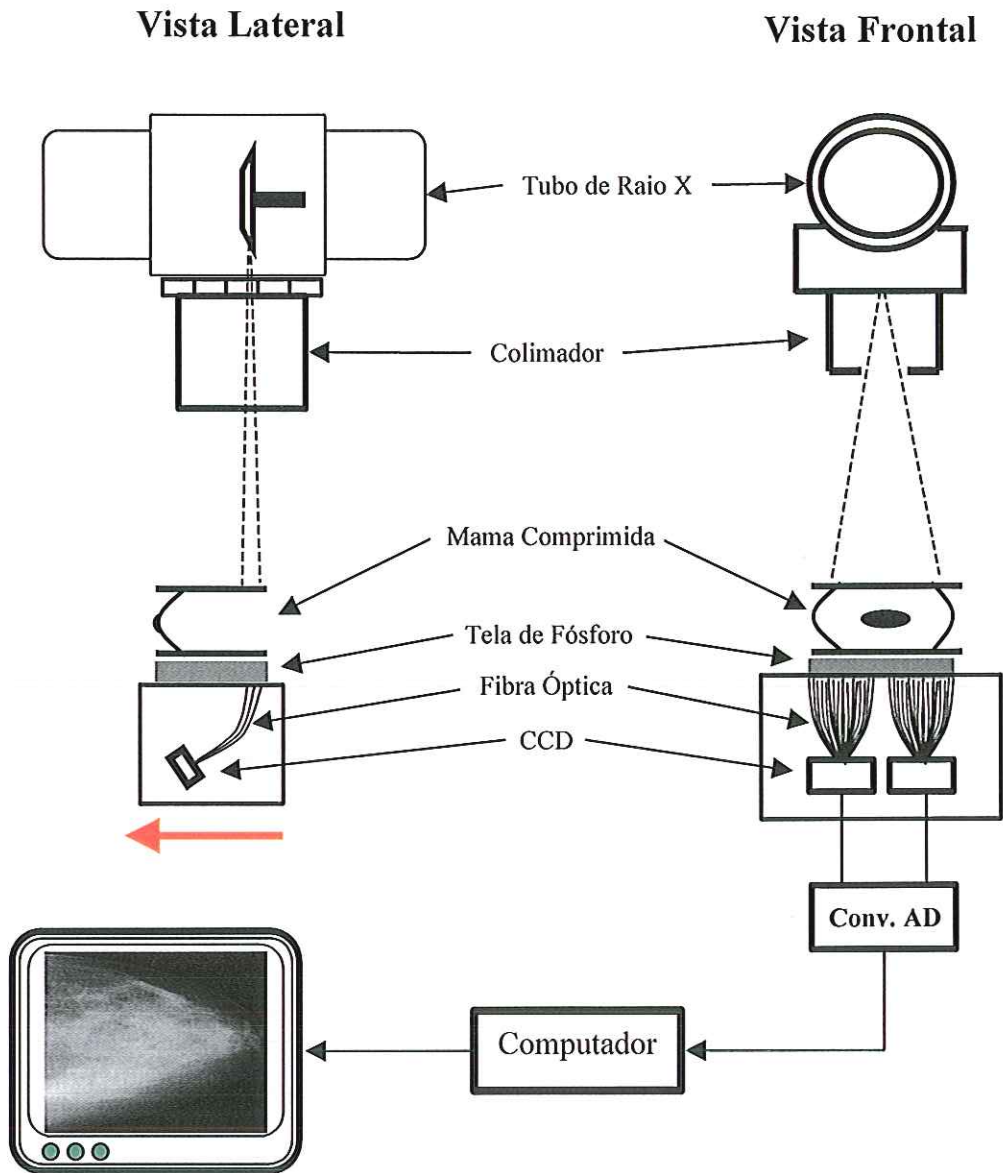 Vista Lateral
Vista Frontal
Tubo de Raio X
Colimador
Mama Comprimida
Tela de Fósforo
Fibra Óptica
CCD
Conv. AD
Computador